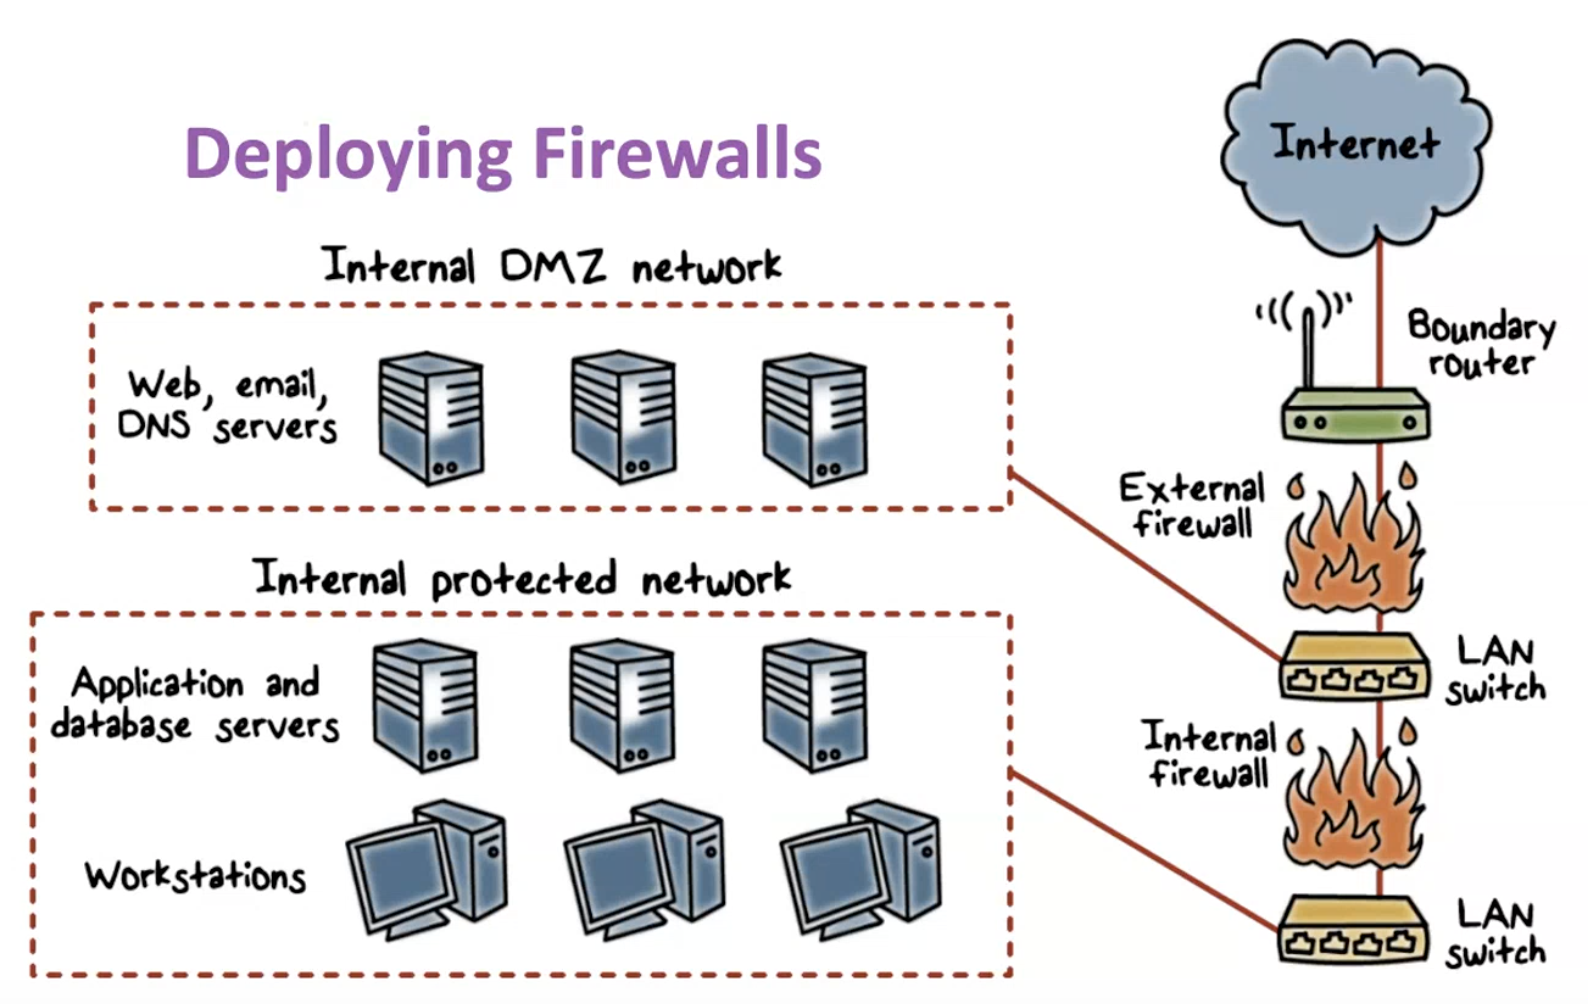 Deploying Firewalls
Internet
Internal DMZ network
Web, email,
DNS servers
Boundary
router
External
firewall
Internal protected network
Application and
database servers
LAN
switch
Internal
firewall
Workstations
LAN
switch